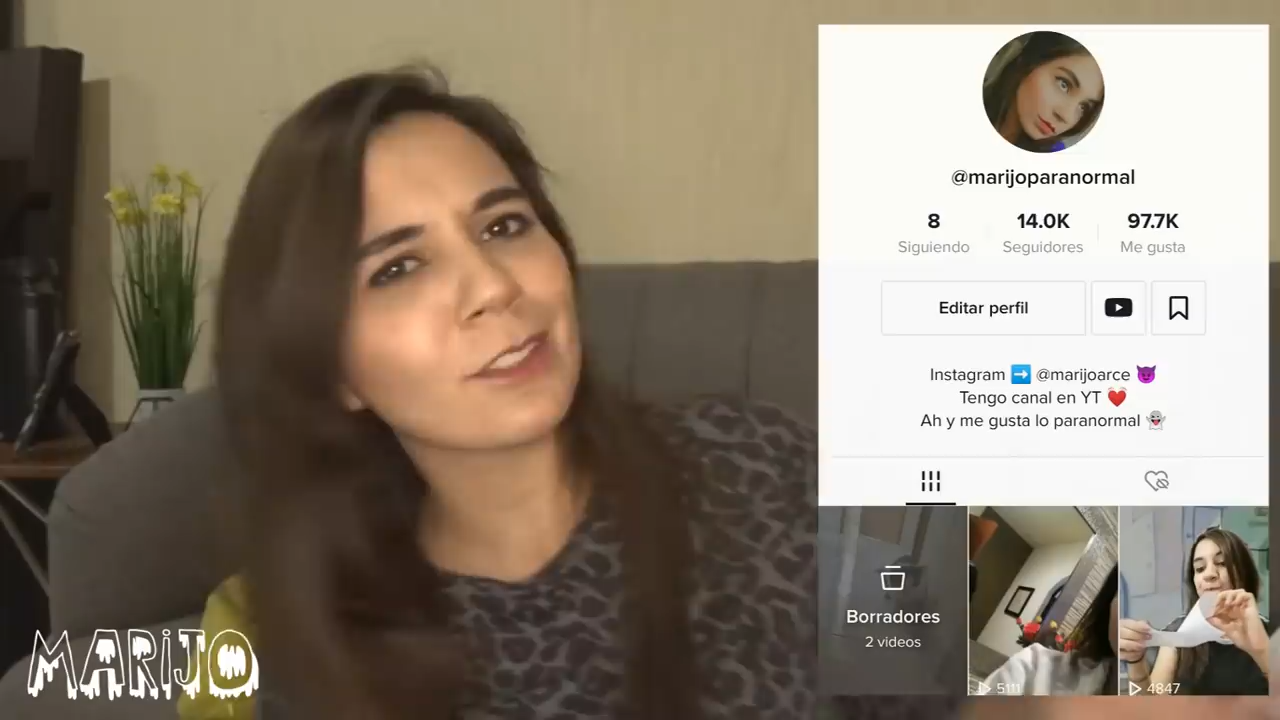 @marijoparanormal
8 14.0K 97.7K
Siguiendo Seguidores Me gusta
Editar perfil
Instagram ➡️ @marijoarce 😈
Tengo canal en YT ❤️
Ah y me gusta lo paranormal 👻
Borradores
2 videos
5111 4847
MARiJO